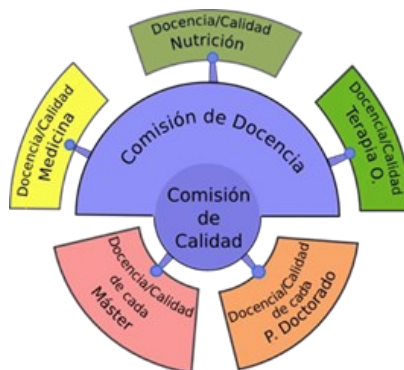 Docencia/Calidad
Nutrición
Docencia/Calidad
Medicina
Comisión de Docencia
Docencia/Calidad
Terapia O.
Comisión
de
Calidad
Docencia/Calidad
de cada
Máster
Docencia/Calidad
de cada
P. Doctorado